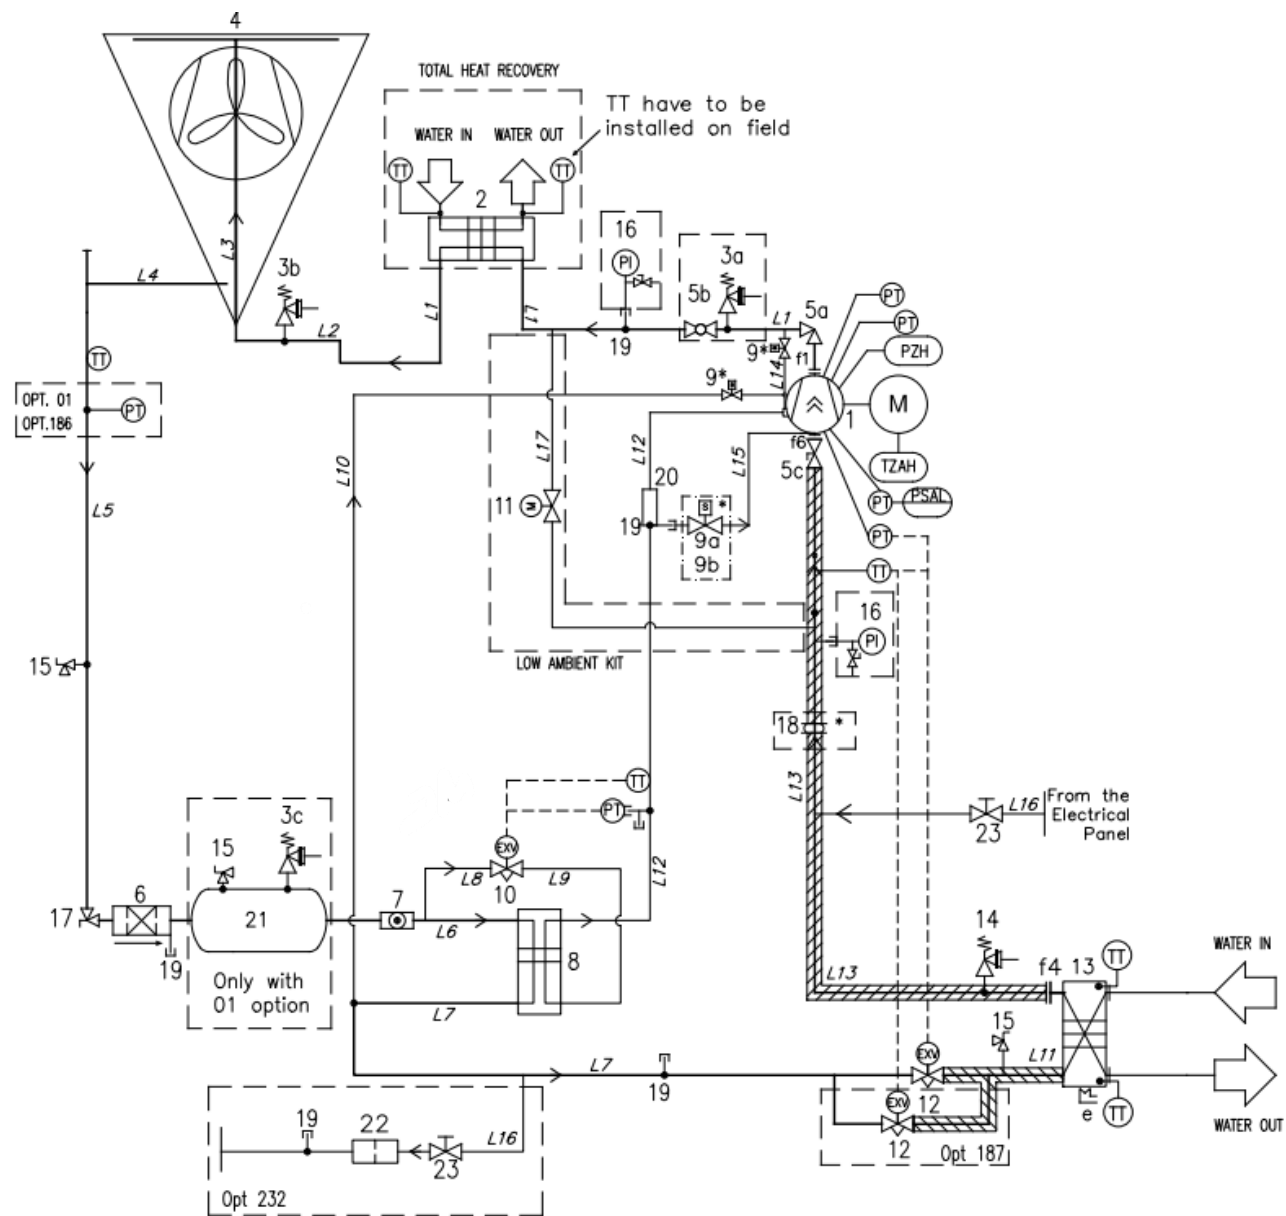 4
TOTAL HEAT RECOVERY
TT have to be
installed on field
WATER IN
WATER OUT
TT
TT
2
16
PI
3a
5b
5a
PT
PT
PZH
L3
3b
L4
L2
L1
L7
19
L1
9*
f1
L14
9*
1
M
TT
OPT. 01
OPT.186
PT
L5
L10
L17
L12
L15
f6
5c
TZAH
PT
PSAL
PT
TT
11
M
20
19
S
*
9a
9b
16
PI
LOW AMBIENT KIT
15
18
*
L13
L16
23
From the
Electrical
Panel
TT
PT
3c
15
EXV
L8
10
L9
L12
17
6
21
7
L6
8
19
Only with
01 option
L7
14
L13
f4
13
TT
WATER IN
15
L11
EXV
L7
19
12
EXV
12
Opt 187
e
TT
WATER OUT
19
22
23
L16
Opt 232